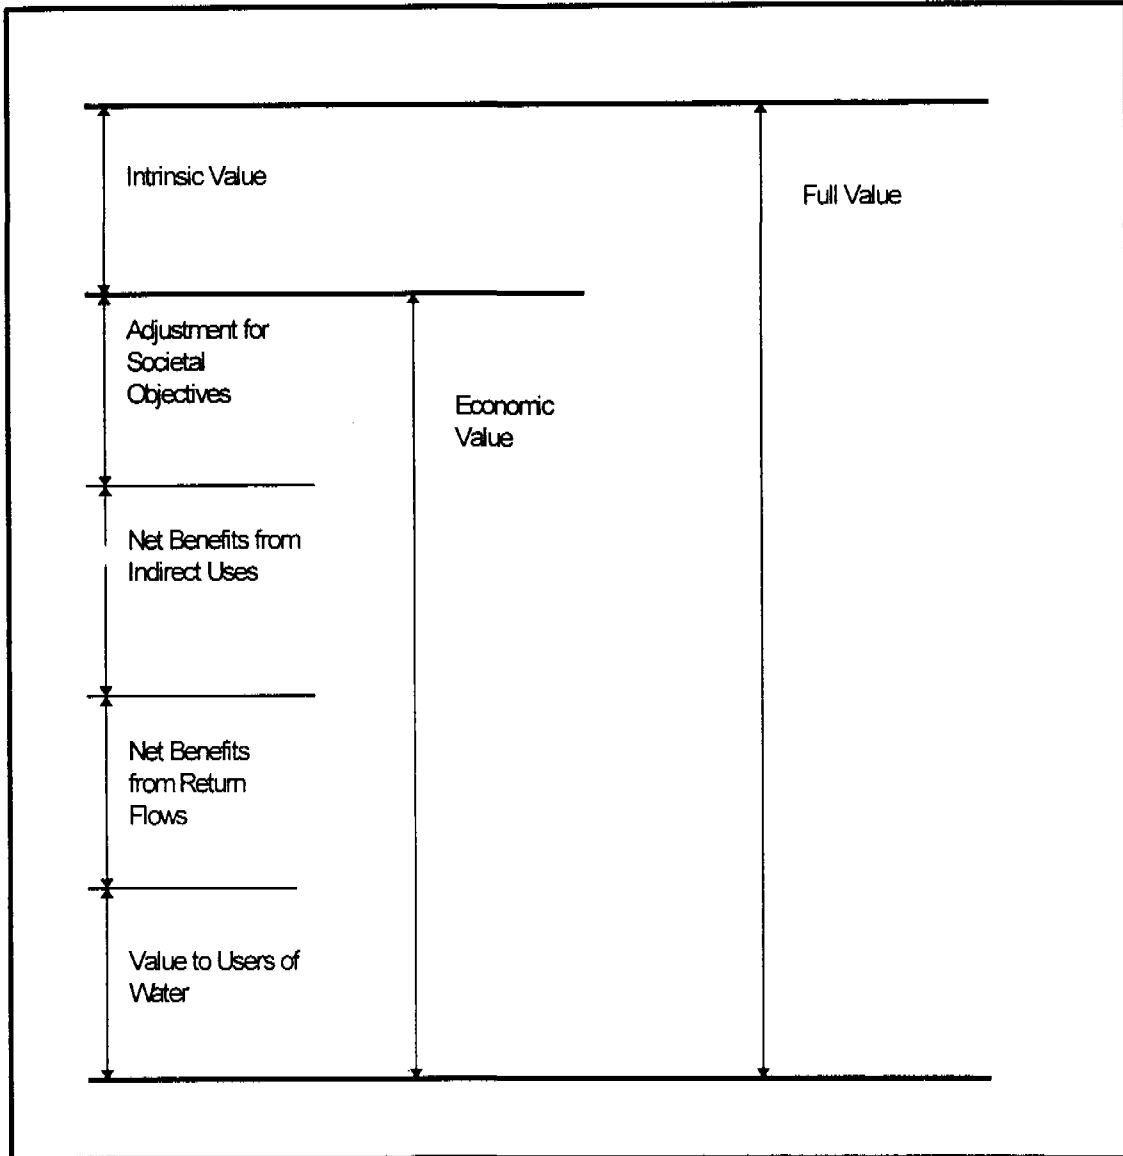 Intrinsic Value
Full Value
Adjustment for
Societal
Objectives
Economic
Value
Net Benefits from
Indirect Uses
Net Benefits
from Return
Flows
Value to Users of
Water